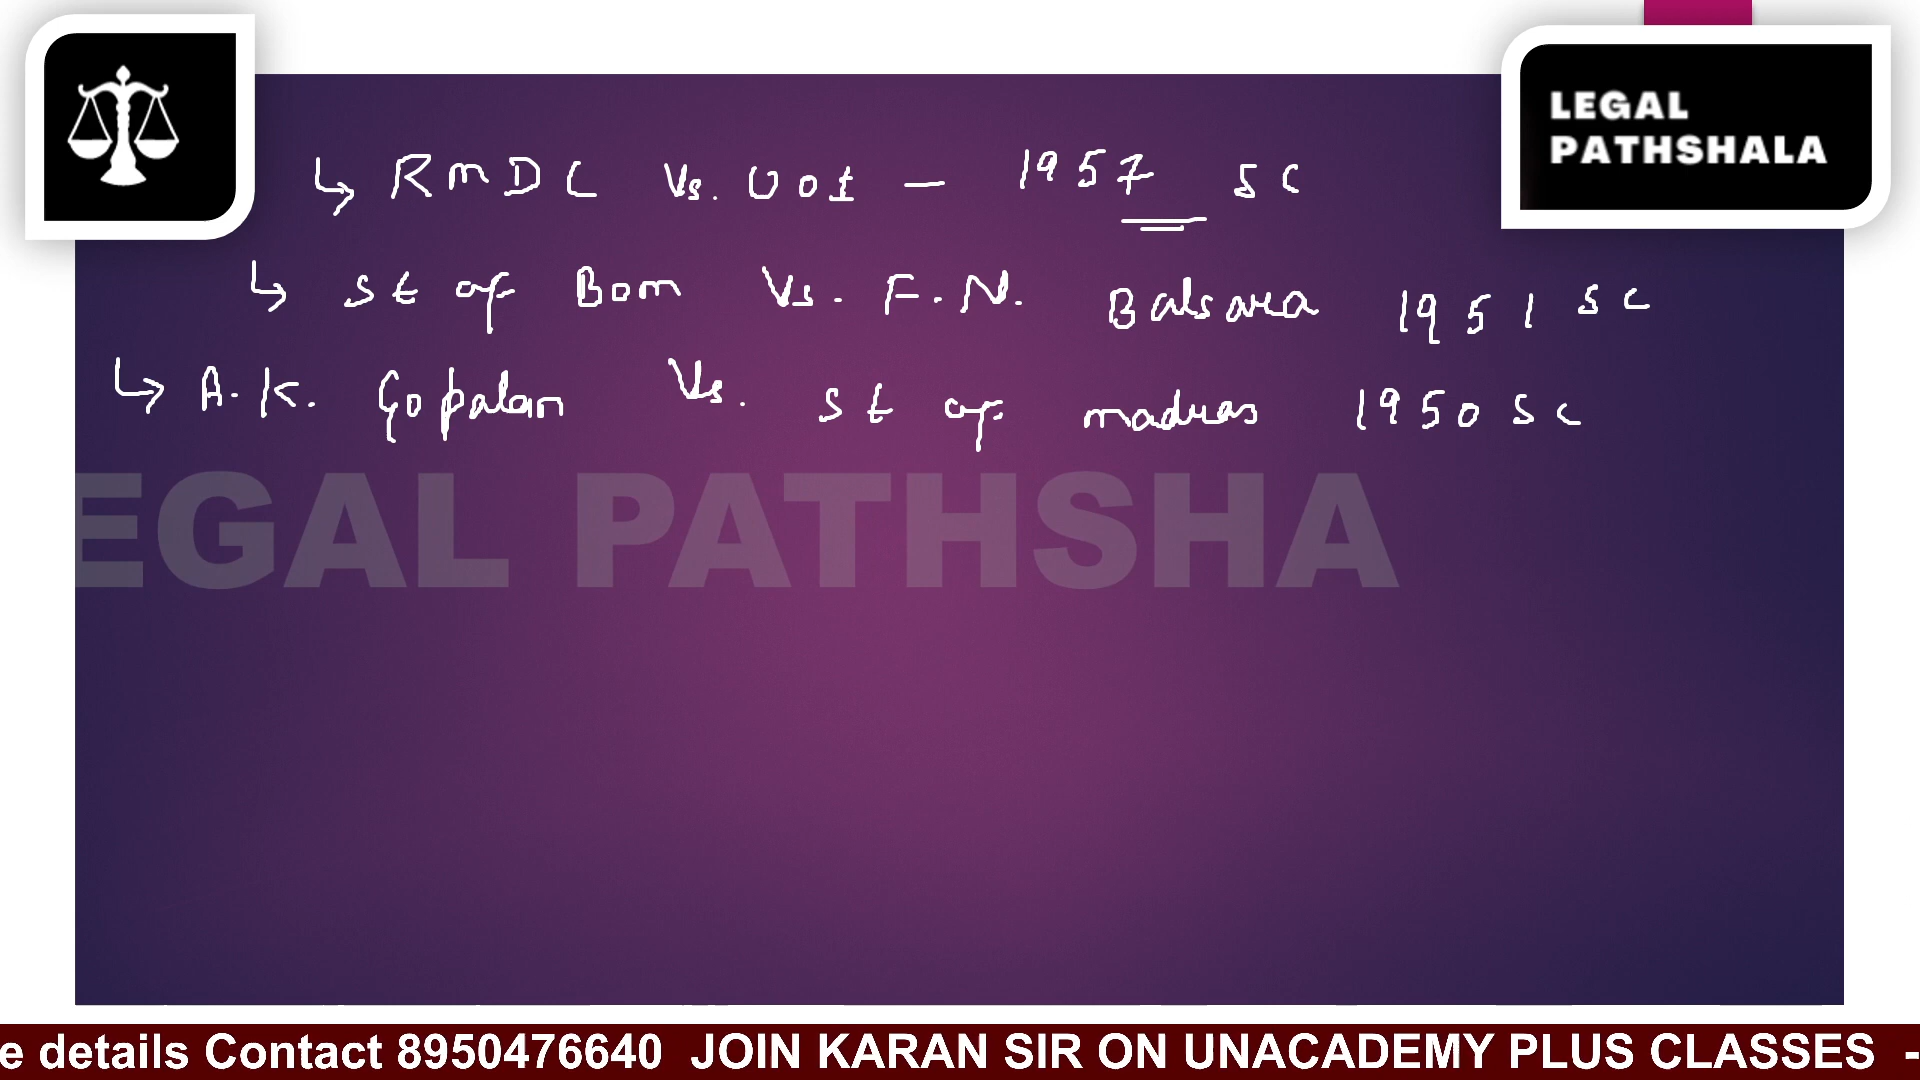 LEGAL
PATHSHALA
↳ RMDC Vs. UOI – 1957 SC
↳ St of Bom Vs. F.N. Balsara 1951 SC
↳ A.K. Gopalan Vs. St of madras 1950 SC
EGAL PATHSHA
e details Contact 8950476640 JOIN KARAN SIR ON UNACADEMY PLUS CLASSES -